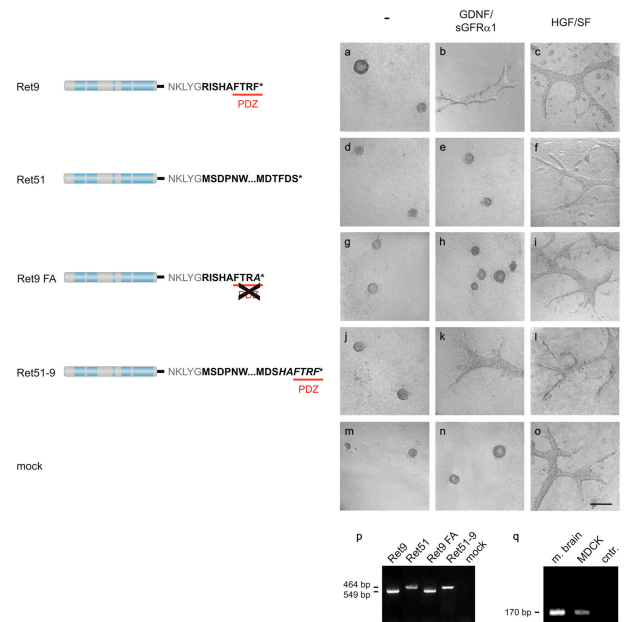 -
GDNF/
sGFRα1
HGF/SF
a
b
c
Ret9
NKLYGRISHAFTRF*
PDZ
d
e
f
Ret51
NKLYGMSDPNW...MDTFDS*
g
h
i
Ret9 FA
NKLYGRISHAFTRA*
PDZ
j
k
l
Ret51-9
NKLYGMSDPNW...MDSHAFTRF*
PDZ
m
n
o
mock
p
Ret9
Ret51
Ret9 FA
Ret51-9
mock
464 bp
549 bp
q
m. brain
MDCK
cntr.
170 bp